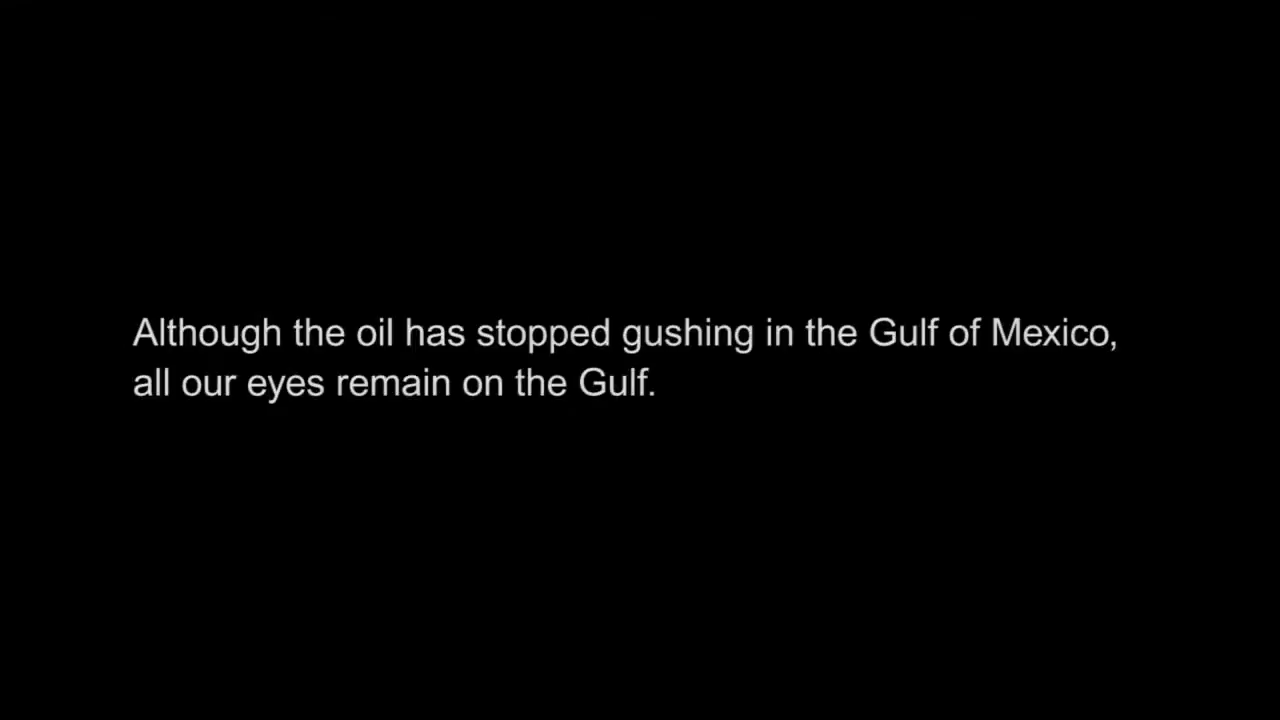 Although the oil has stopped gushing in the Gulf of Mexico,
all our eyes remain on the Gulf.